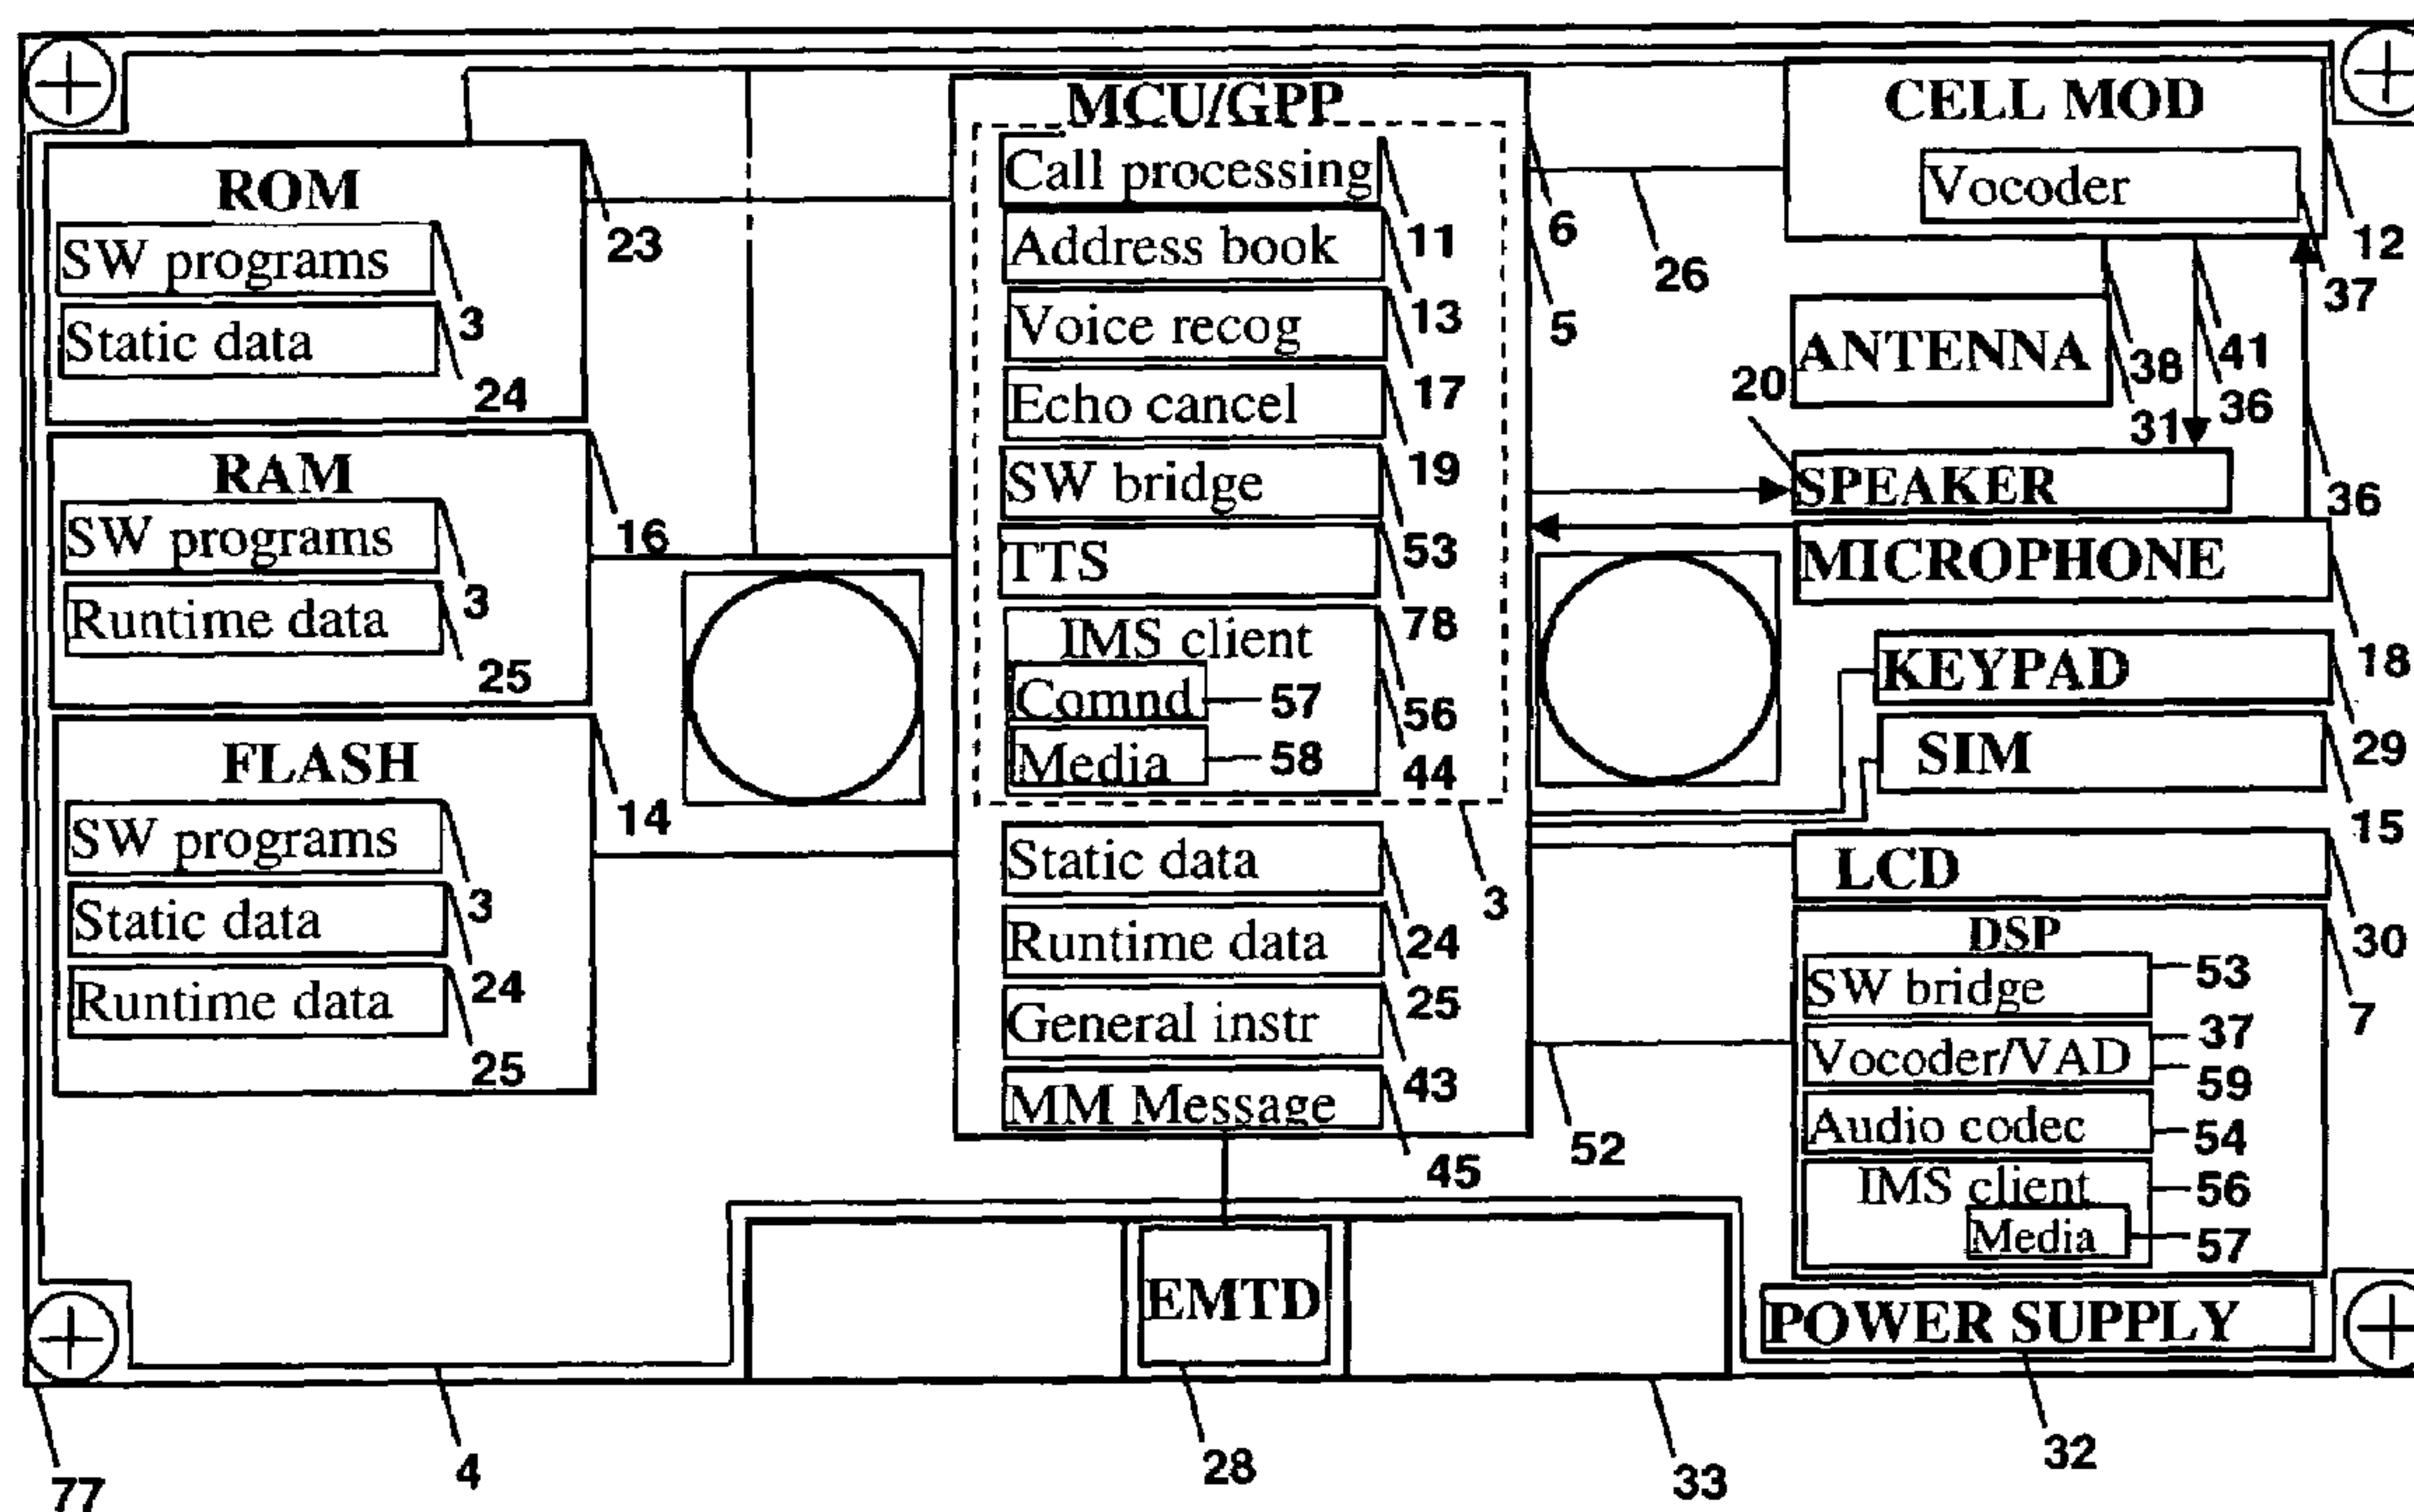 MCU/GPP
Call processing
11
Address book
13
Voice recog
17
Echo cancel
19
SW bridge
53
TTS
78
IMS client
56
44
Comnd
57
Media
58
3
Static data
24
Runtime data
25
General instr
43
MM Message
45
6
5
26
52
ROM
23
SW programs
3
Static data
24
RAM
16
SW programs
3
Runtime data
25
FLASH
14
SW programs
3
Static data
24
Runtime data
25
CELL MOD
12
Vocoder
37
ANTENNA
38
31
41
36
36
20
SPEAKER
MICROPHONE
18
KEYPAD
29
SIM
15
LCD
30
DSP
7
SW bridge
53
Vocoder/VAD
37
59
Audio codec
54
IMS client
56
Media
57
POWER SUPPLY
32
EMTD
28
33
4
77